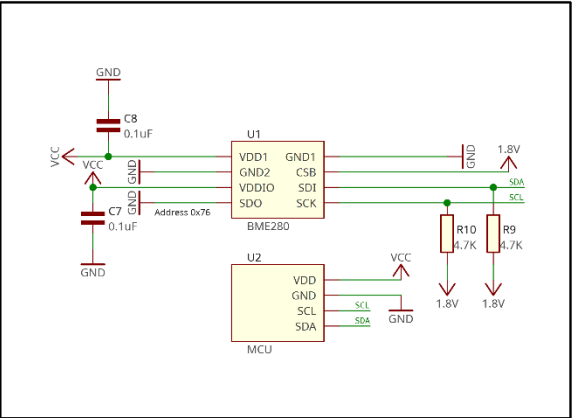 GND
C8
0.1uF
VCC
VCC
GND
GND
C7
0.1uF
GND
Address 0x76
U1
VDD1
GND2
VDDIO
SDO
GND1
CSB
SDI
SCK
BME280
GND
1.8V
SDA
SCL
R10
4.7K
R9
4.7K
1.8V
1.8V
U2
VDD
GND
SCL
SDA
MCU
VCC
GND
SCL
SDA